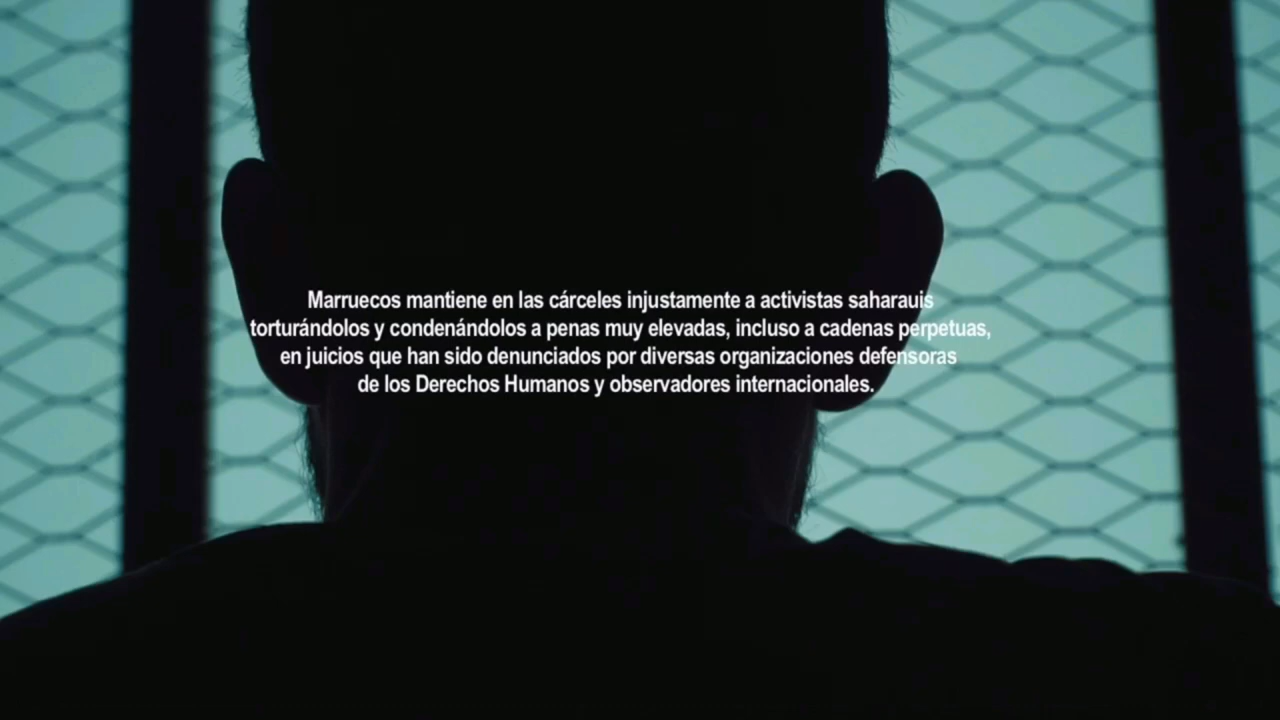 Marruecos mantiene en las cárceles injustamente a activistas saharauis
torturándolos y condenándolos a penas muy elevadas, incluso a cadenas perpetuas,
en juicios que han sido denunciados por diversas organizaciones defensoras
de los Derechos Humanos y observadores internacionales.